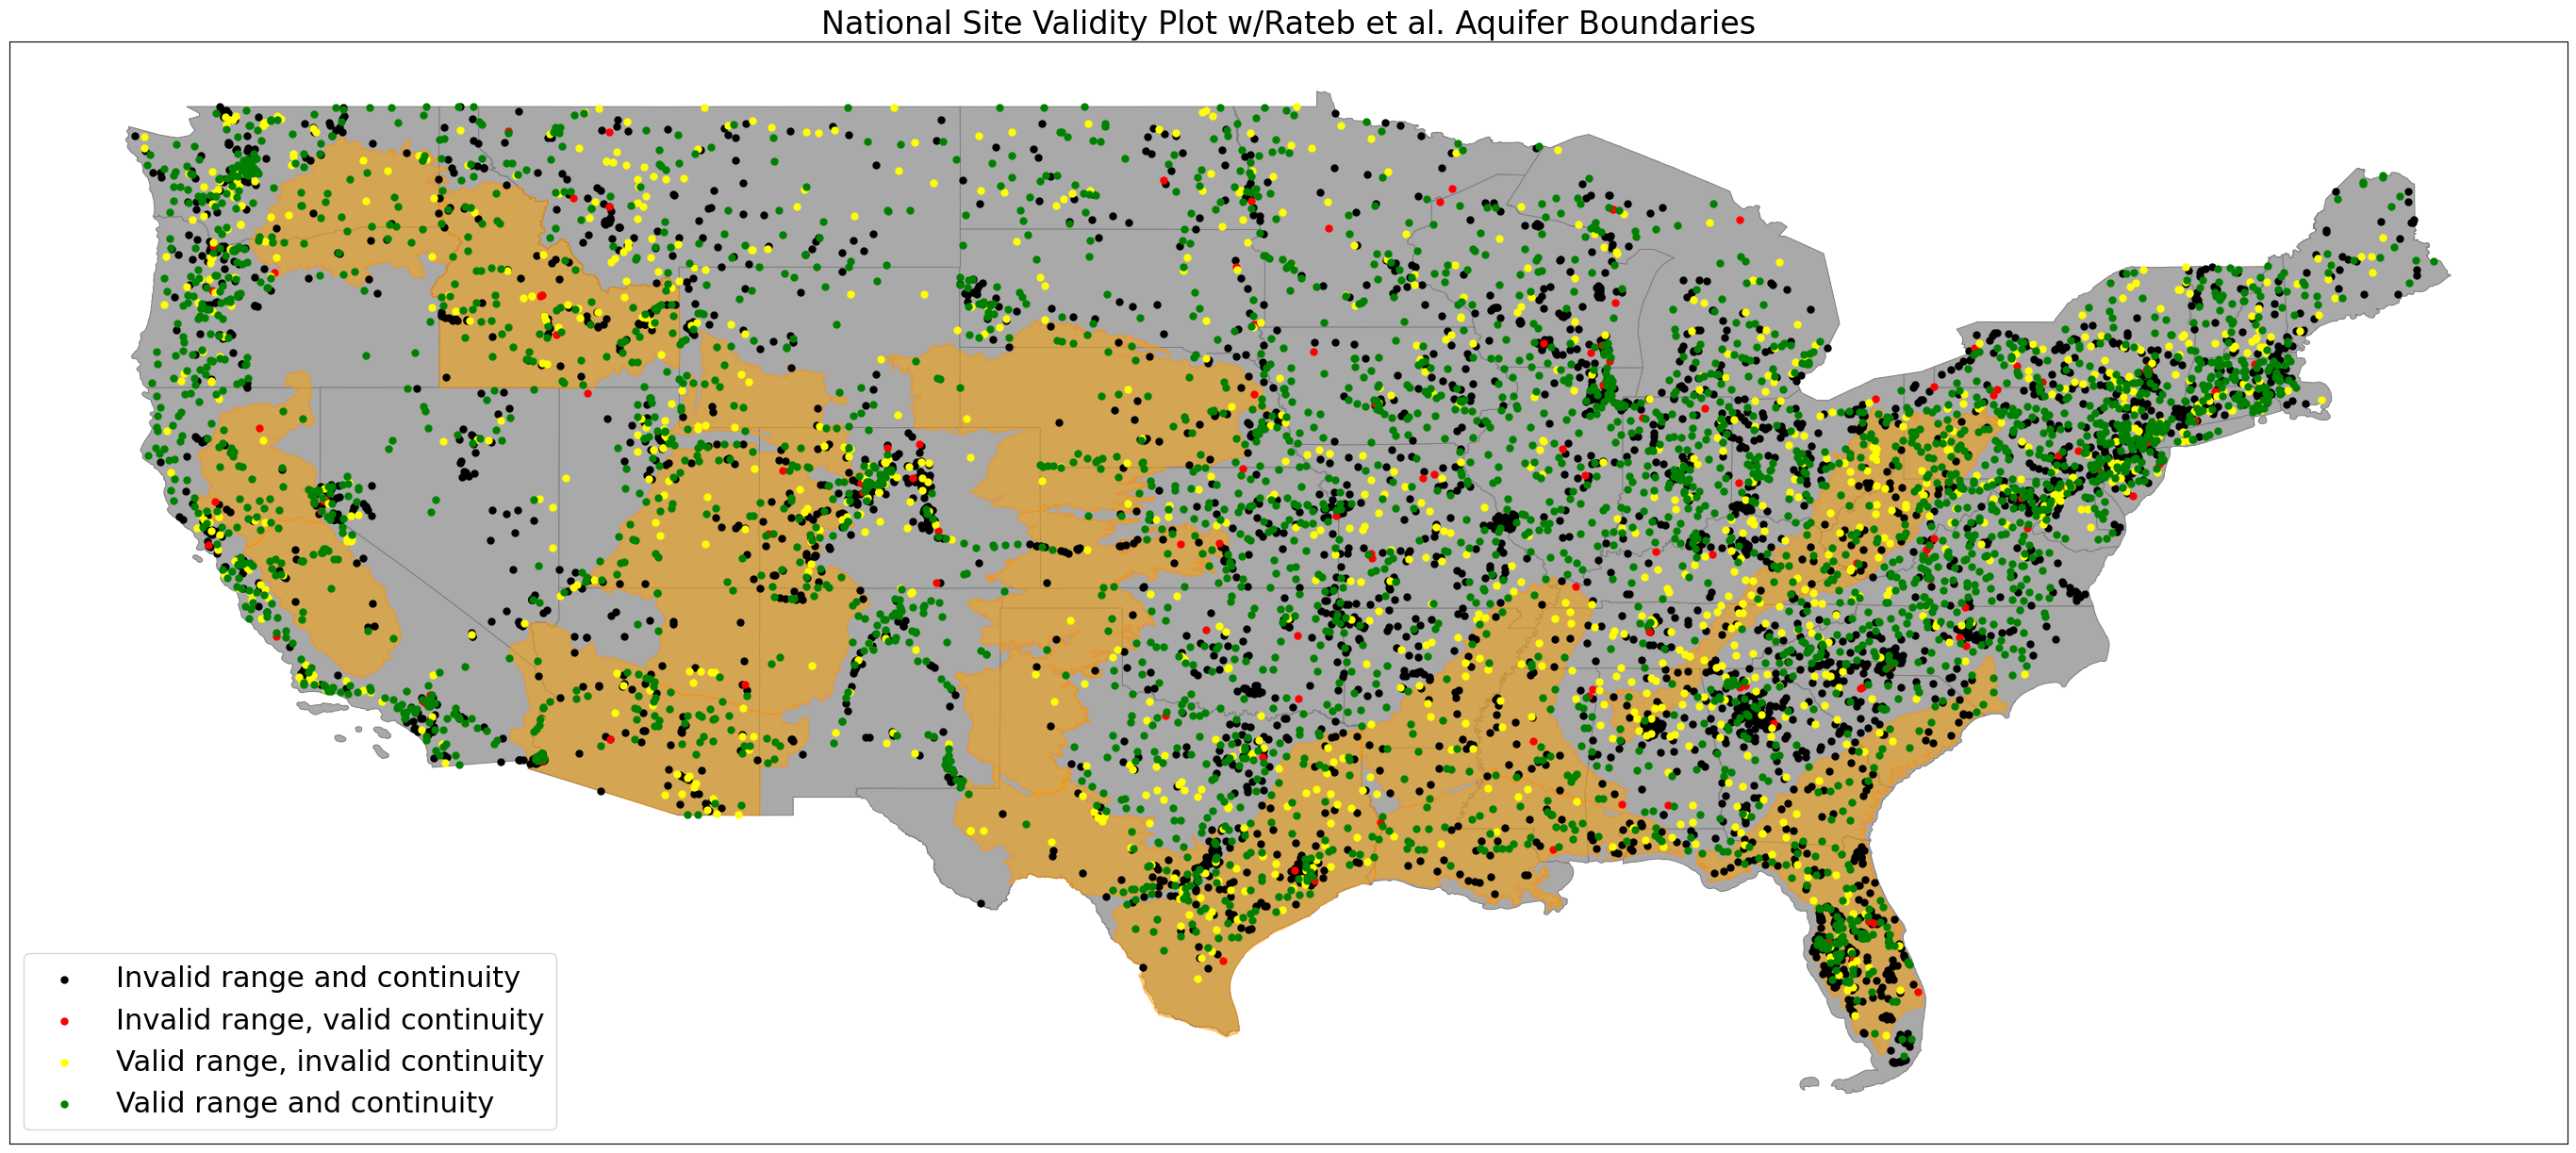 National Site Validity Plot w/Rateb et al. Aquifer Boundaries
Invalid range and continuity
Invalid range, valid continuity
Valid range, invalid continuity
Valid range and continuity